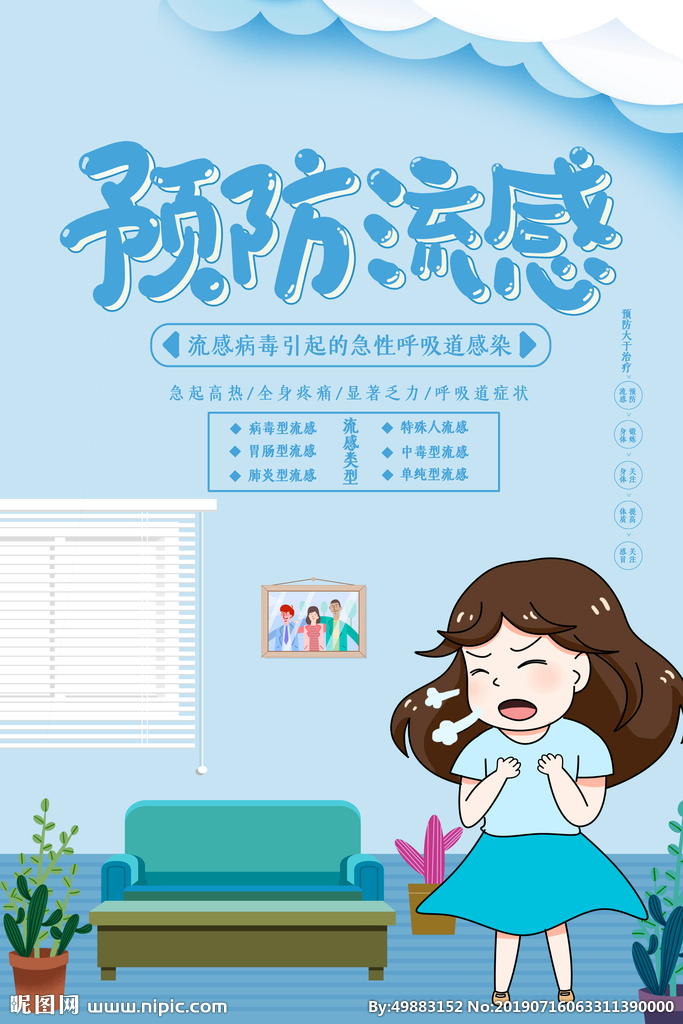 预防流感
流感病毒引起的急性呼吸道感染
急起高热/全身疼痛/显著乏力/呼吸道症状
流感类型
病毒型流感
胃肠型流感
肺炎型流感
特殊人流感
中毒型流感
单纯型流感
预防大于治疗
预防流感
锻炼身体
关注身体
提高体质
关注感冒
昵图网 www.nipic.com
By:49883152 No:20190716063311390000